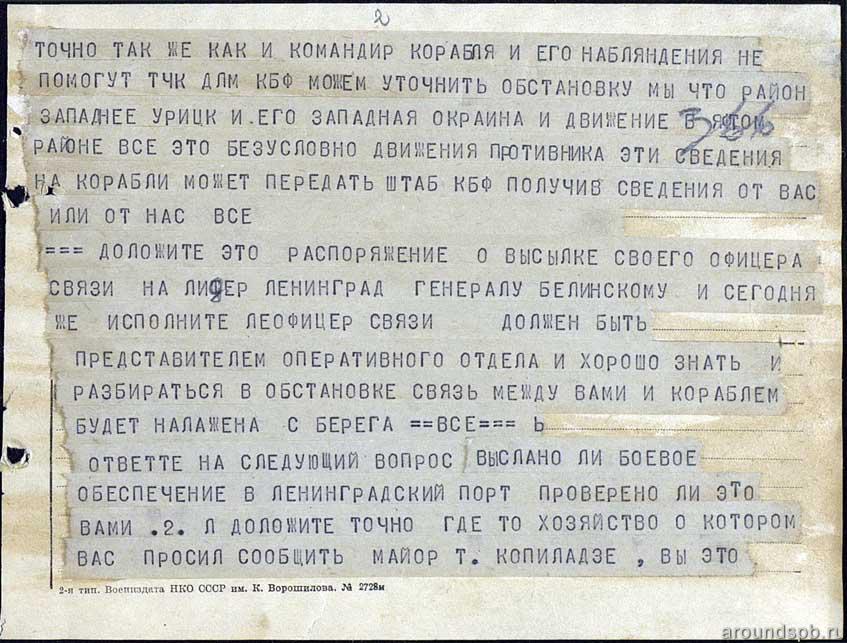 2
ТОЧНО ТАК ЖЕ КАК И КОМАНДИР КОРАБЛЯ И ЕГО НАБЛЯНДЕНИЯ НЕ
ПОМОГУТ ТЧК ДЛМ КБФ МОЖЕМ УТОЧНИТЬ ОБСТАНОВКУ МЫ ЧТО РАЙОН
ЗАПАДНЕЕ УРИЦК И .ЕГО ЗАПАДНАЯ ОКРАИНА И ДВИЖЕНИЕ В
РАЙОНЕ ВСЕ ЭТО БЕЗУСЛОВНО ДВИЖЕНИЯ ПРОТИВНИКА ЭТИ СВЕДЕНИЯ
НА КОРАБЛИ МОЖЕТ ПЕРЕДАТЬ ШТАБ КБФ ПОЛУЧИВ СВЕДЕНИЯ ОТ ВАС
ИЛИ ОТ НАС ВСЕ
=== ДОЛОЖИТЕ ЭТО РАСПОРЯЖЕНИЕ О ВЫСЫЛКЕ СВОЕГО ОФИЦЕРА
СВЯЗИ НА ЛИДЕР ЛЕНИНГРАД ГЕНЕРАЛУ БЕЛИНСКОМУ И СЕГОДНЯ
ЖЕ ИСПОЛНИТЕ ЛЕОФИЦЕР СВЯЗИ ДОЛЖЕН БЫТЬ
ПРЕДСТАВИТЕЛЕМ ОПЕРАТИВНОГО ОТДЕЛА И ХОРОШО ЗНАТЬ И
РАЗБИРАТЬСЯ В ОБСТАНОВКЕ СВЯЗЬ МЕЖДУ ВАМИ И КОРАБЛЕМ
БУДЕТ НАЛАЖЕНА С БЕРЕГА ==ВСЕ=== Ь
ОТВЕТТЕ НА СЛЕДУЮЩИЙ ВОПРОС ВЫСЛАНО ЛИ БОЕВОЕ
ОБЕСПЕЧЕНИЕ В ЛЕНИНГРАДСКИЙ ПОРТ ПРОВЕРЕНО ЛИ ЭТО
ВАМИ .2. Л ДОЛОЖИТЕ ТОЧНО ГДЕ ТО ХОЗЯЙСТВО О КОТОРОМ
ВАС ПРОСИЛ СООБЩИТЬ МАЙОР Т. КОПИЛАДЗЕ , ВЫ ЭТО
2-я тип. Воениздата НКО СССР им. К. Ворошилова. № 2728м
aroundspb.ru